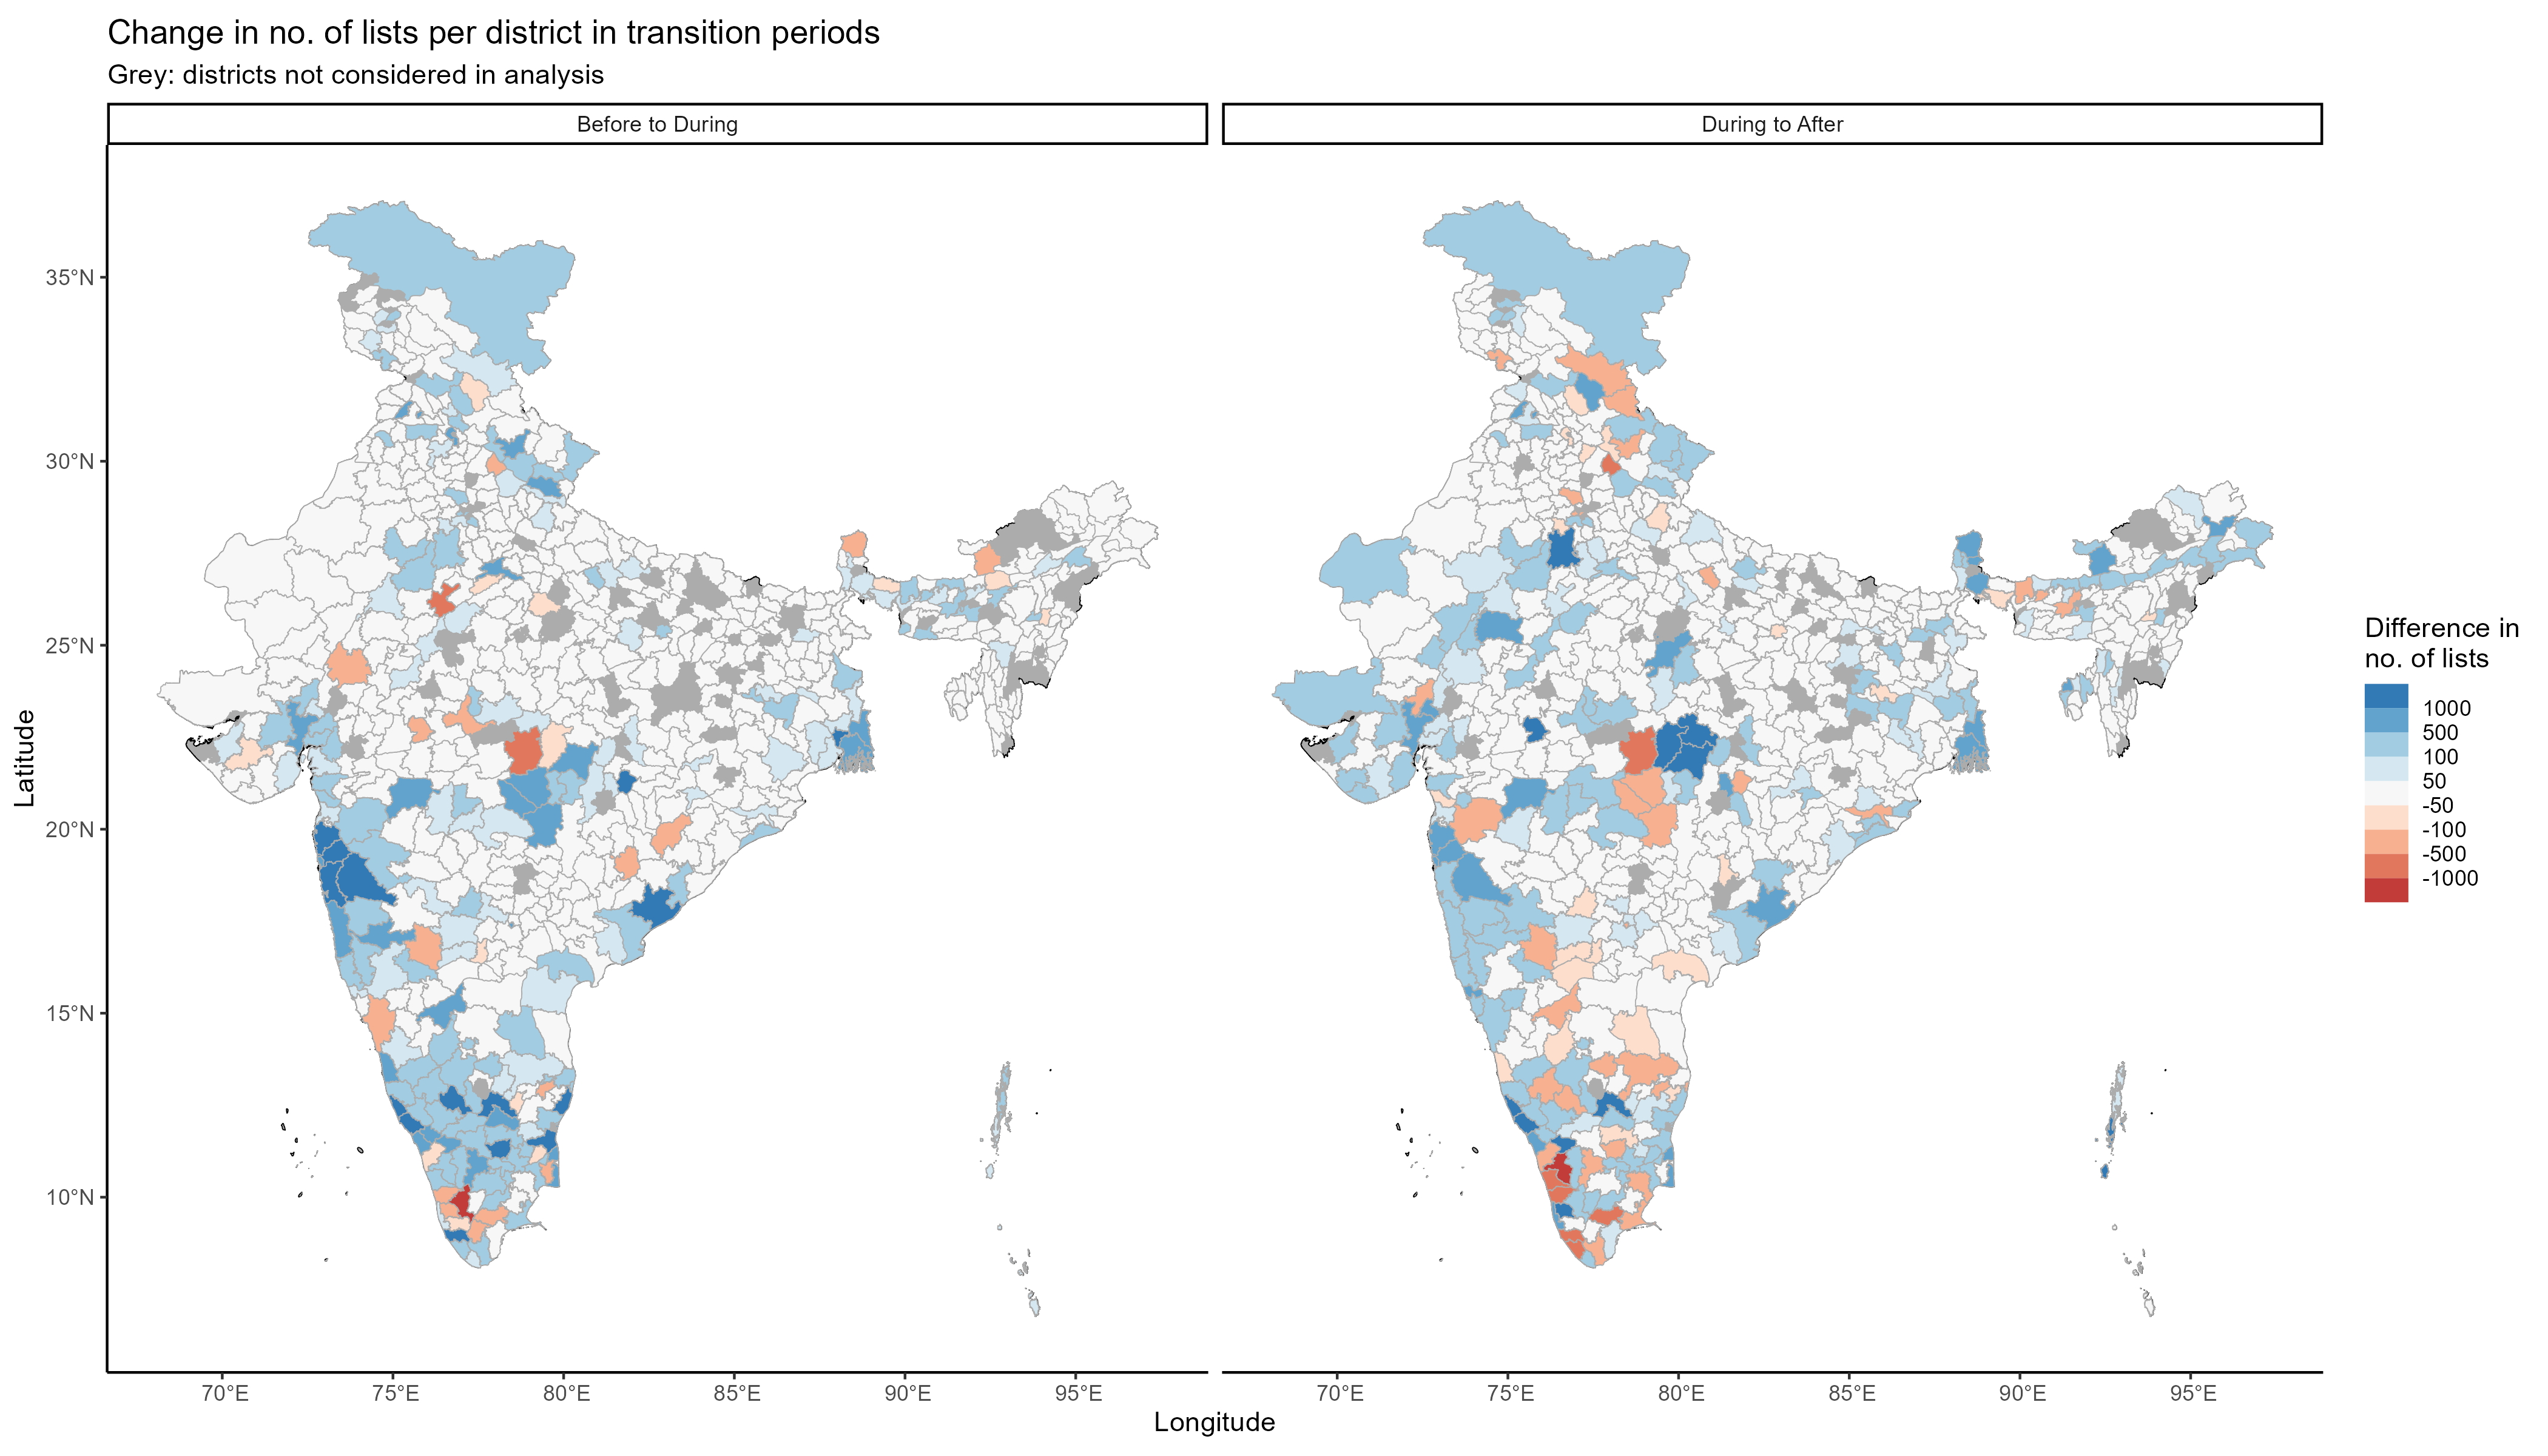 Change in no. of lists per district in transition periods
Grey: districts not considered in analysis
Before to During
During to After
35°N
30°N
25°N
20°N
15°N
10°N
Latitude
70°E 75°E 80°E 85°E 90°E 95°E
70°E 75°E 80°E 85°E 90°E 95°E
Longitude
Difference in
no. of lists
1000
500
100
50
-50
-100
-500
-1000